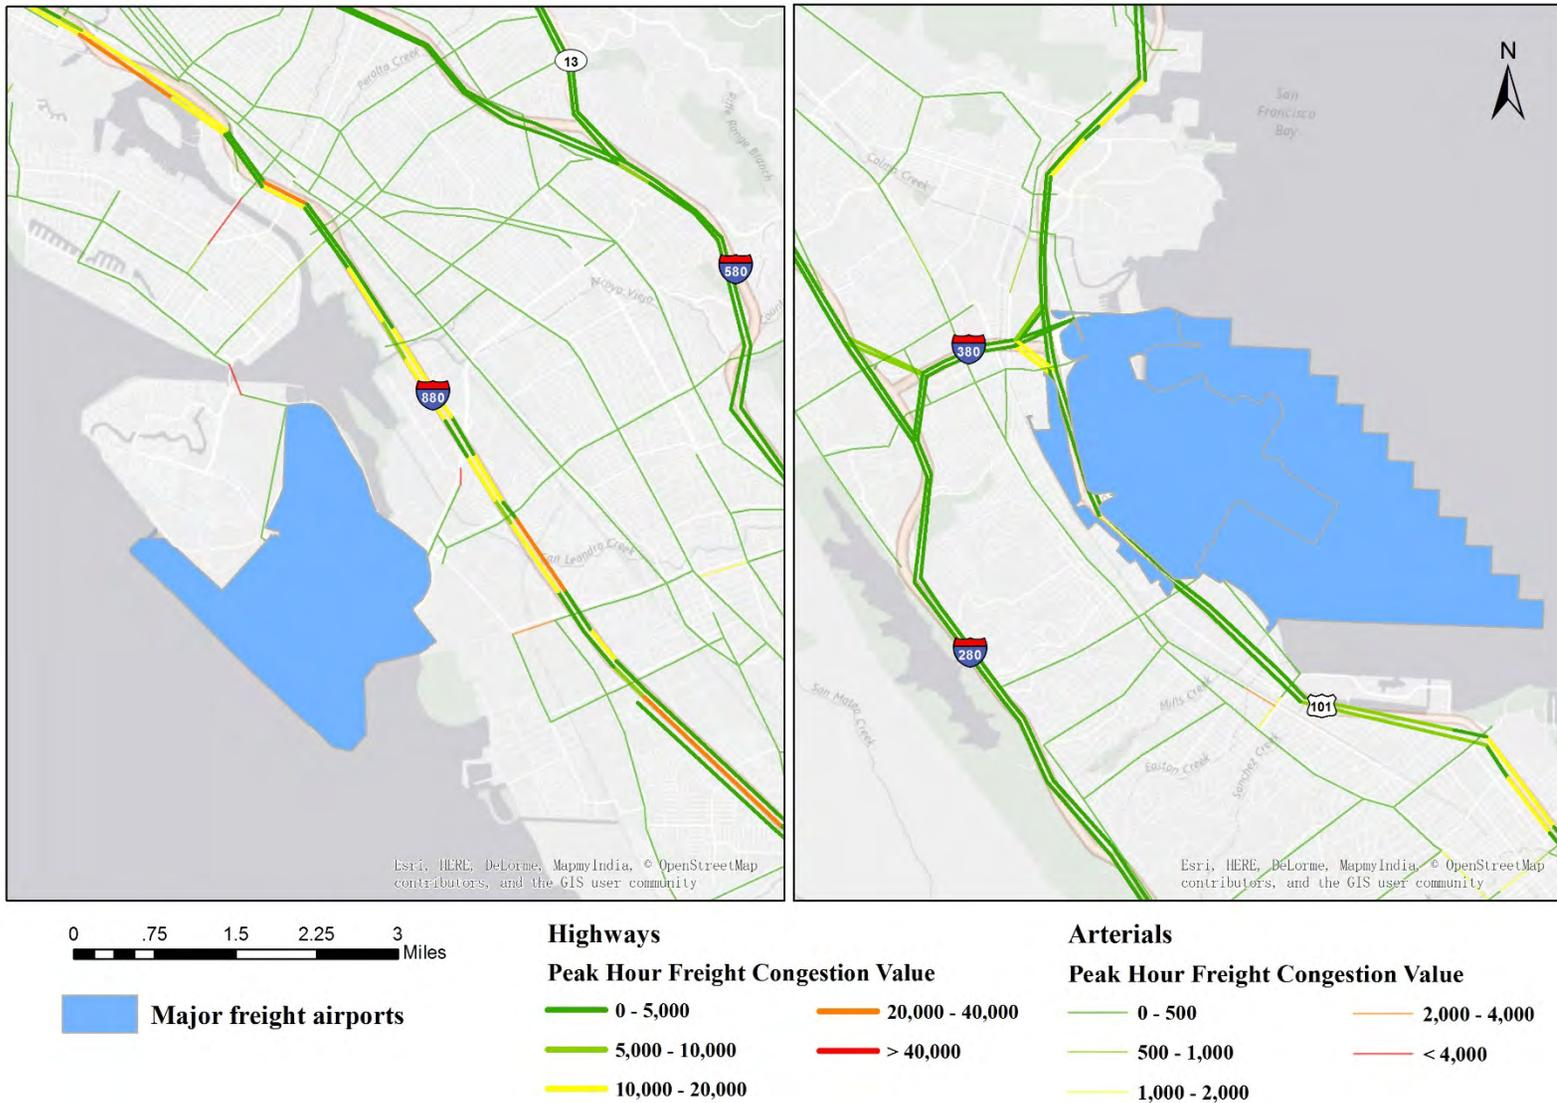 13
Peralta Creek
Rifle Range Branch
580
Arroyo Viejo
880
San Leandro Creek
Esri, HERE, DeLorme, MapmyIndia, © OpenStreetMap
contributors, and the GIS user community
N
San
Francisco
Bay
Colma Creek
380
280
San Mateo Creek
Mills Creek
101
Easton Creek
Sanchez Creek
Esri, HERE, DeLorme, MapmyIndia, © OpenStreetMap
contributors, and the GIS user community
0 .75 1.5 2.25 3
Miles
Major freight airports
Highways
Peak Hour Freight Congestion Value
0 - 5,000
5,000 - 10,000
10,000 - 20,000
20,000 - 40,000
> 40,000
Arterials
Peak Hour Freight Congestion Value
0 - 500
500 - 1,000
1,000 - 2,000
2,000 - 4,000
< 4,000